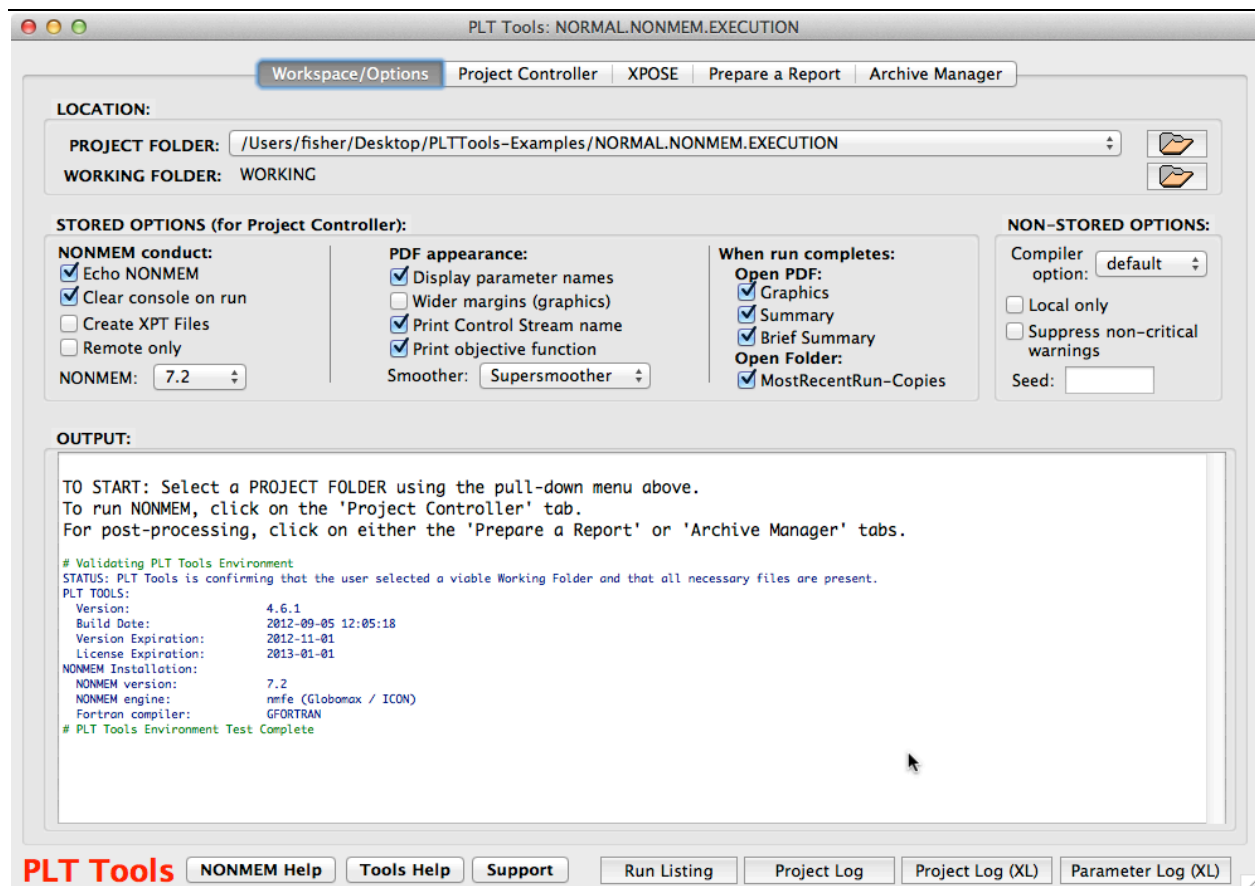 PLT Tools: NORMAL.NONMEM.EXECUTION
Workspace/Options Project Controller XPOSE Prepare a Report Archive Manager
LOCATION:
PROJECT FOLDER: /Users/fisher/Desktop/PLTTools-Examples/NORMAL.NONMEM.EXECUTION
WORKING FOLDER: WORKING
STORED OPTIONS (for Project Controller):
NONMEM conduct:
Echo NONMEM
Clear console on run
Create XPT Files
Remote only
NONMEM: 7.2
PDF appearance:
Display parameter names
Wider margins (graphics)
Print Control Stream name
Print objective function
Smoother: Supersmoother
When run completes:
Open PDF:
Graphics
Summary
Brief Summary
Open Folder:
MostRecentRun-Copies
NON-STORED OPTIONS:
Compiler
option: default
Local only
Suppress non-critical
warnings
Seed:
OUTPUT:
TO START: Select a PROJECT FOLDER using the pull-down menu above.
To run NONMEM, click on the 'Project Controller' tab.
For post-processing, click on either the 'Prepare a Report' or 'Archive Manager' tabs.
# Validating PLT Tools Environment
STATUS: PLT Tools is confirming that the user selected a viable Working Folder and that all necessary files are present.
PLT TOOLS:
Version: 4.6.1
Build Date: 2012-09-05 12:05:18
Version Expiration: 2012-11-01
License Expiration: 2013-01-01
NONMEM Installation:
NONMEM version: 7.2
NONMEM engine: nmfe (Globomax / ICON)
Fortran compiler: GFORTRAN
# PLT Tools Environment Test Complete
PLT Tools NONMEM Help Tools Help Support Run Listing Project Log Project Log (XL) Parameter Log (XL)